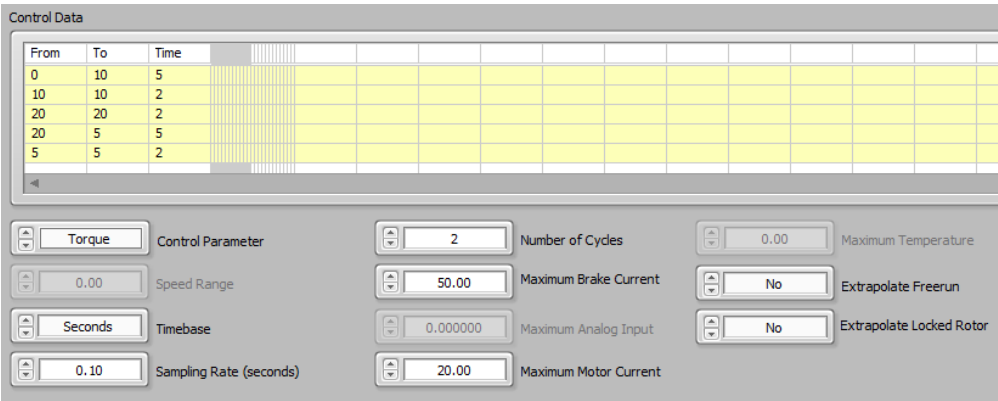 Control Data
From To Time
0 10 5
10 10 2
20 20 2
20 5 5
5 5 2
Torque Control Parameter 2 Number of Cycles 0.00 Maximum Temperature
0.00 Speed Range 50.00 Maximum Brake Current No Extrapolate Freerun
Seconds Timebase 0.000000 Maximum Analog Input No Extrapolate Locked Rotor
0.10 Sampling Rate (seconds) 20.00 Maximum Motor Current